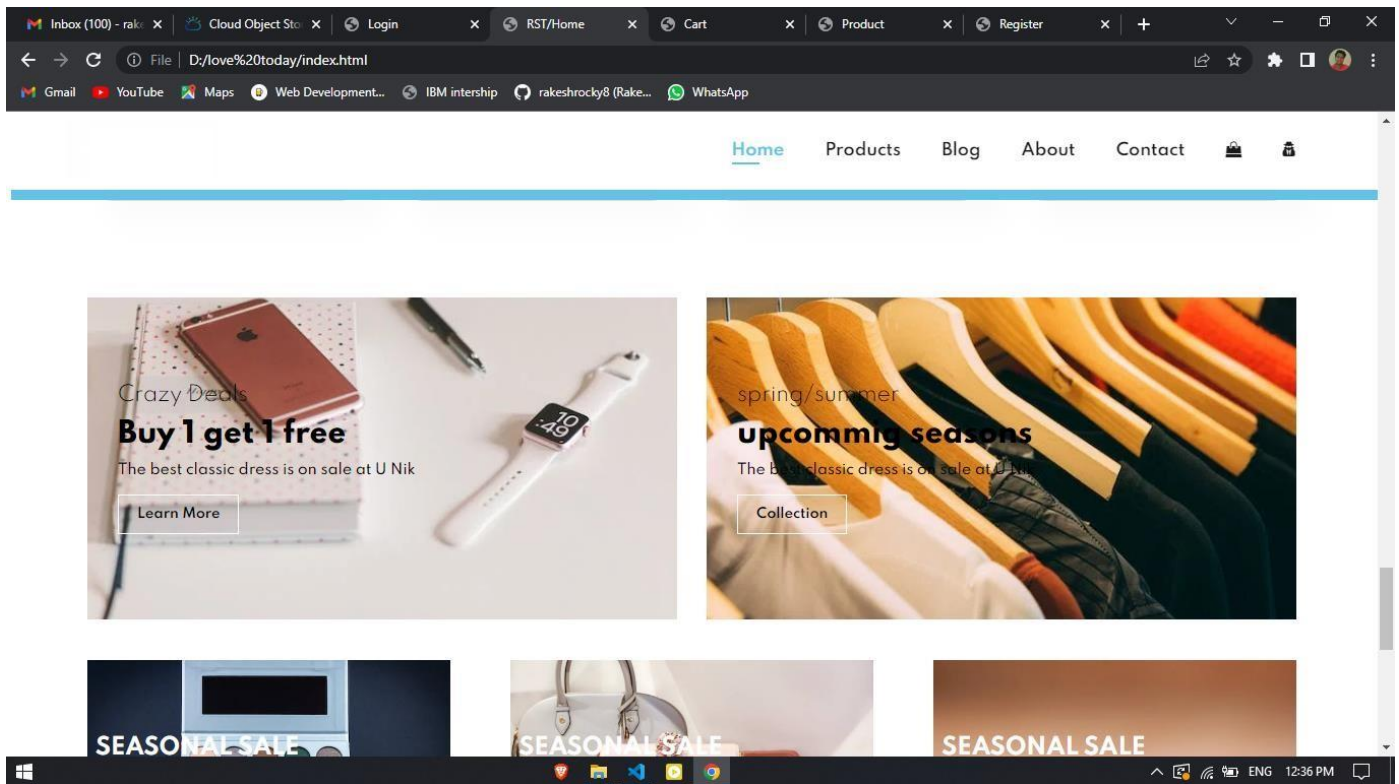 Inbox (100) - rake
Cloud Object Sto
Login
RST/Home
Cart
Product
Register
File D:/love%20today/index.html
Gmail YouTube Maps Web Development... IBM intership rakeshrocky8 (Rake... WhatsApp
Home Products Blog About Contact
Crazy Deals
Buy 1 get 1 free
The best classic dress is on sale at U Nik
Learn More
10
:49
spring/summer
upcommig seasons
The best classic dress is on sale at U Nik
Collection
SEASONAL SALE
SEASONAL SALE
SEASONAL SALE
ENG 12:36 PM